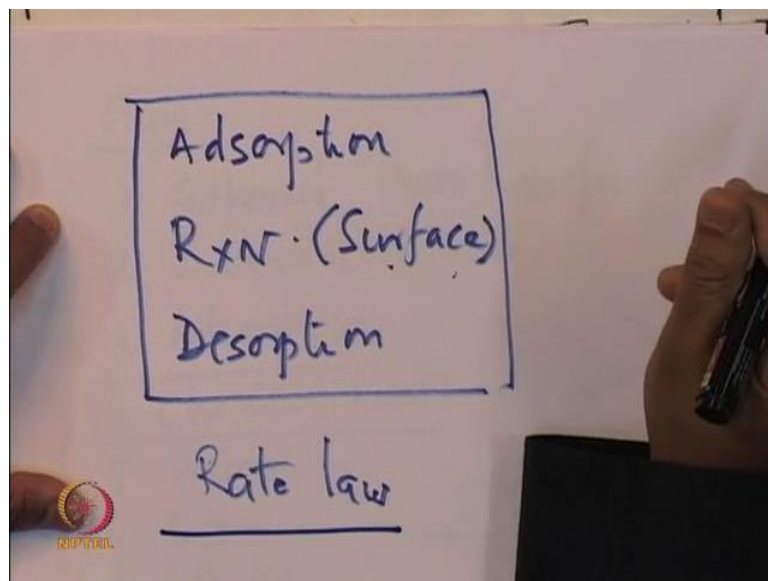 Adsorption
RXN. (Surface)
Desorption
Rate law
NPTEL